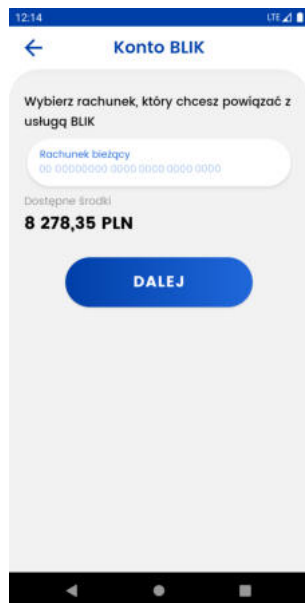 12:14
LTE
Konto BLIK
Wybierz rachunek, który chcesz powiązać z
usługą BLIK
Rachunek bieżący
00 00000000 0000 0000 0000 0000
Dostępne środki
8 278,35 PLN
DALEJ